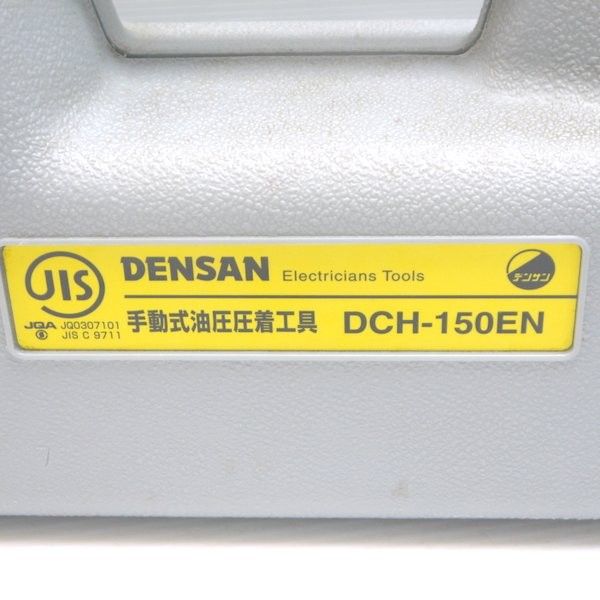 JIS
DENSAN Electricians Tools
デンサン
JQA JQ0307101
JIS C 9711
手動式油圧圧着工具 DCH-150EN